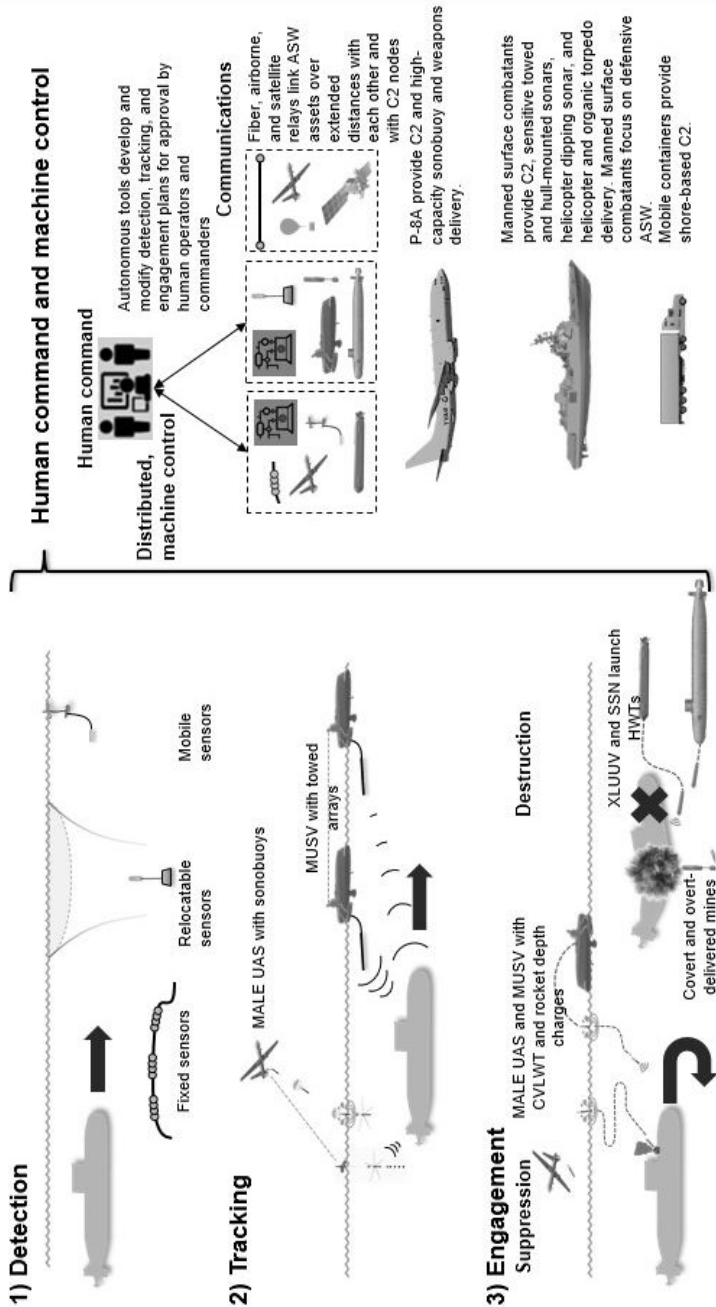 1) Detection
Fixed sensors
Relocatable
sensors
Mobile
sensors
2) Tracking
MALE UAS with sonobuoys
MUSV with towed
arrays
3) Engagement
Suppression
MALE UAS and MUSV with
CVLWT and rocket depth
charges
Destruction
XLUUV and SSN launch
HWTs
Covert and overt-
delivered mines
Human command and machine control
Human command
Distributed,
machine control
Autonomous tools develop and
modify detection, tracking, and
engagement plans for approval by
human operators and
commanders
Communications
Fiber, airborne,
and satellite
relays link ASW
assets over
extended
distances with
each other and
with C2 nodes
P-8A provide C2 and high-
capacity sonobuoy and weapons
delivery.
Manned surface combatants
provide C2, sensitive towed
and hull-mounted sonars,
helicopter dipping sonar, and
helicopter and organic torpedo
delivery. Manned surface
combatants focus on defensive
ASW.
Mobile containers provide
shore-based C2.